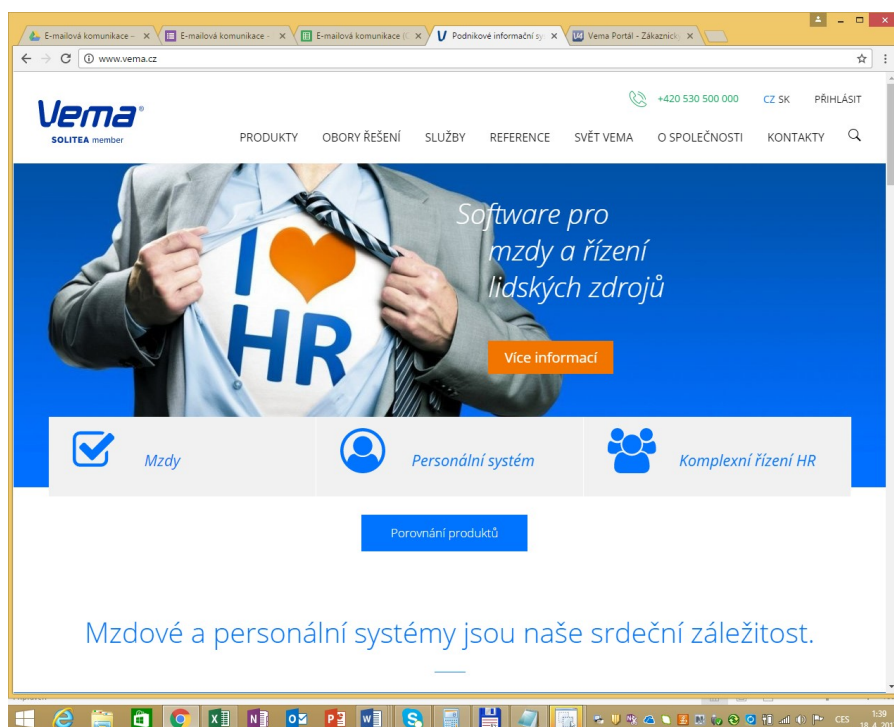 E-mailová komunikace –
E-mailová komunikace -
E-mailová komunikace (
Podnikové informační sy
Vema Portál - Zákaznick
www.vema.cz
+420 530 500 000 CZ SK PŘIHLÁSIT
Vema®
SOLITEA member
PRODUKTY OBORY ŘEŠENÍ SLUŽBY REFERENCE SVĚT VEMA O SPOLEČNOSTI KONTAKTY
I
HR
Software pro
mzdy a řízení
lidských zdrojů
Více informací
Mzdy
Personální systém
Komplexní řízení HR
Porovnání produktů
Mzdové a personální systémy jsou naše srdeční záležitost.
CES
1:38